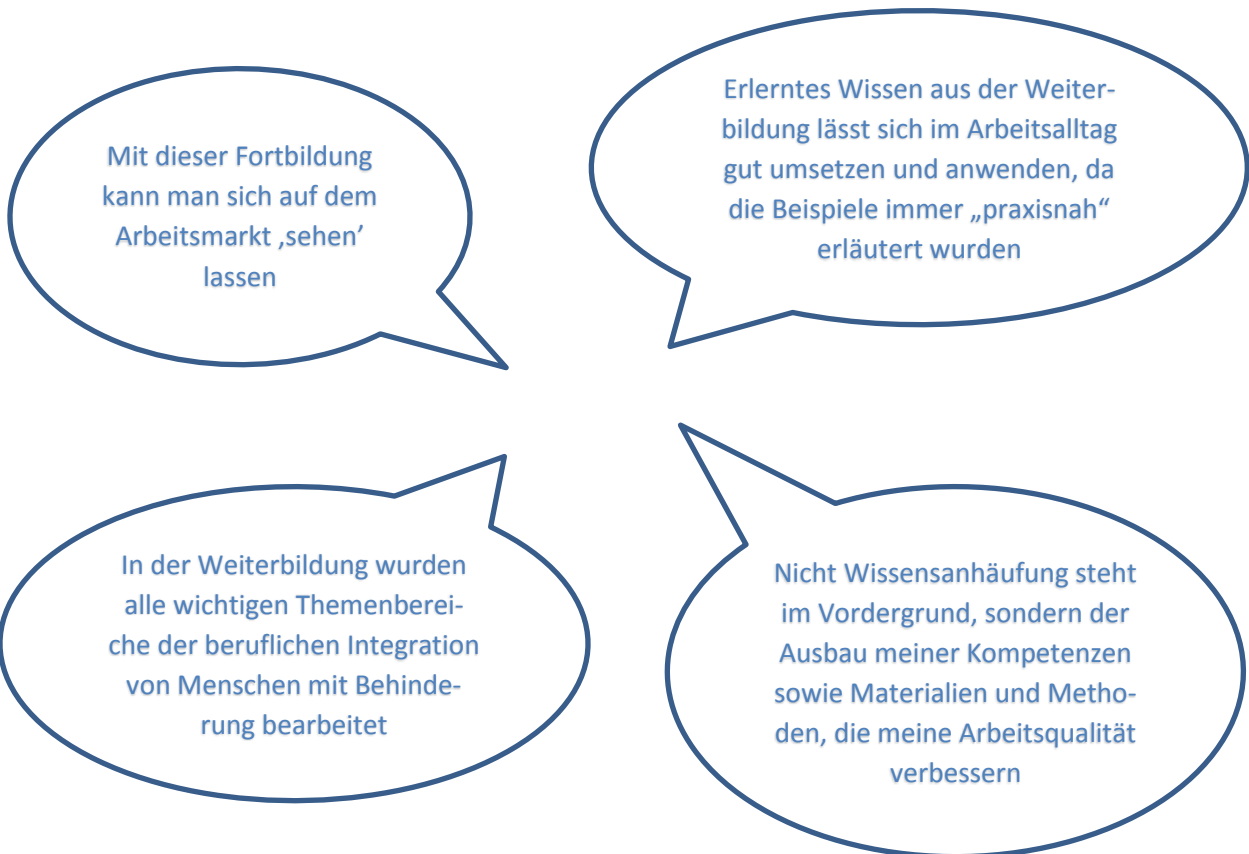 Mit dieser Fortbildung
kann man sich auf dem
Arbeitsmarkt ‚sehen’
lassen
Erlerntes Wissen aus der Weiter-
bildung lässt sich im Arbeitsalltag
gut umsetzen und anwenden, da
die Beispiele immer „praxisnah“
erläutert wurden
In der Weiterbildung wurden
alle wichtigen Themenberei-
che der beruflichen Integration
von Menschen mit Behinde-
rung bearbeitet
Nicht Wissensanhäufung steht
im Vordergrund, sondern der
Ausbau meiner Kompetenzen
sowie Materialien und Metho-
den, die meine Arbeitsqualität
verbessern